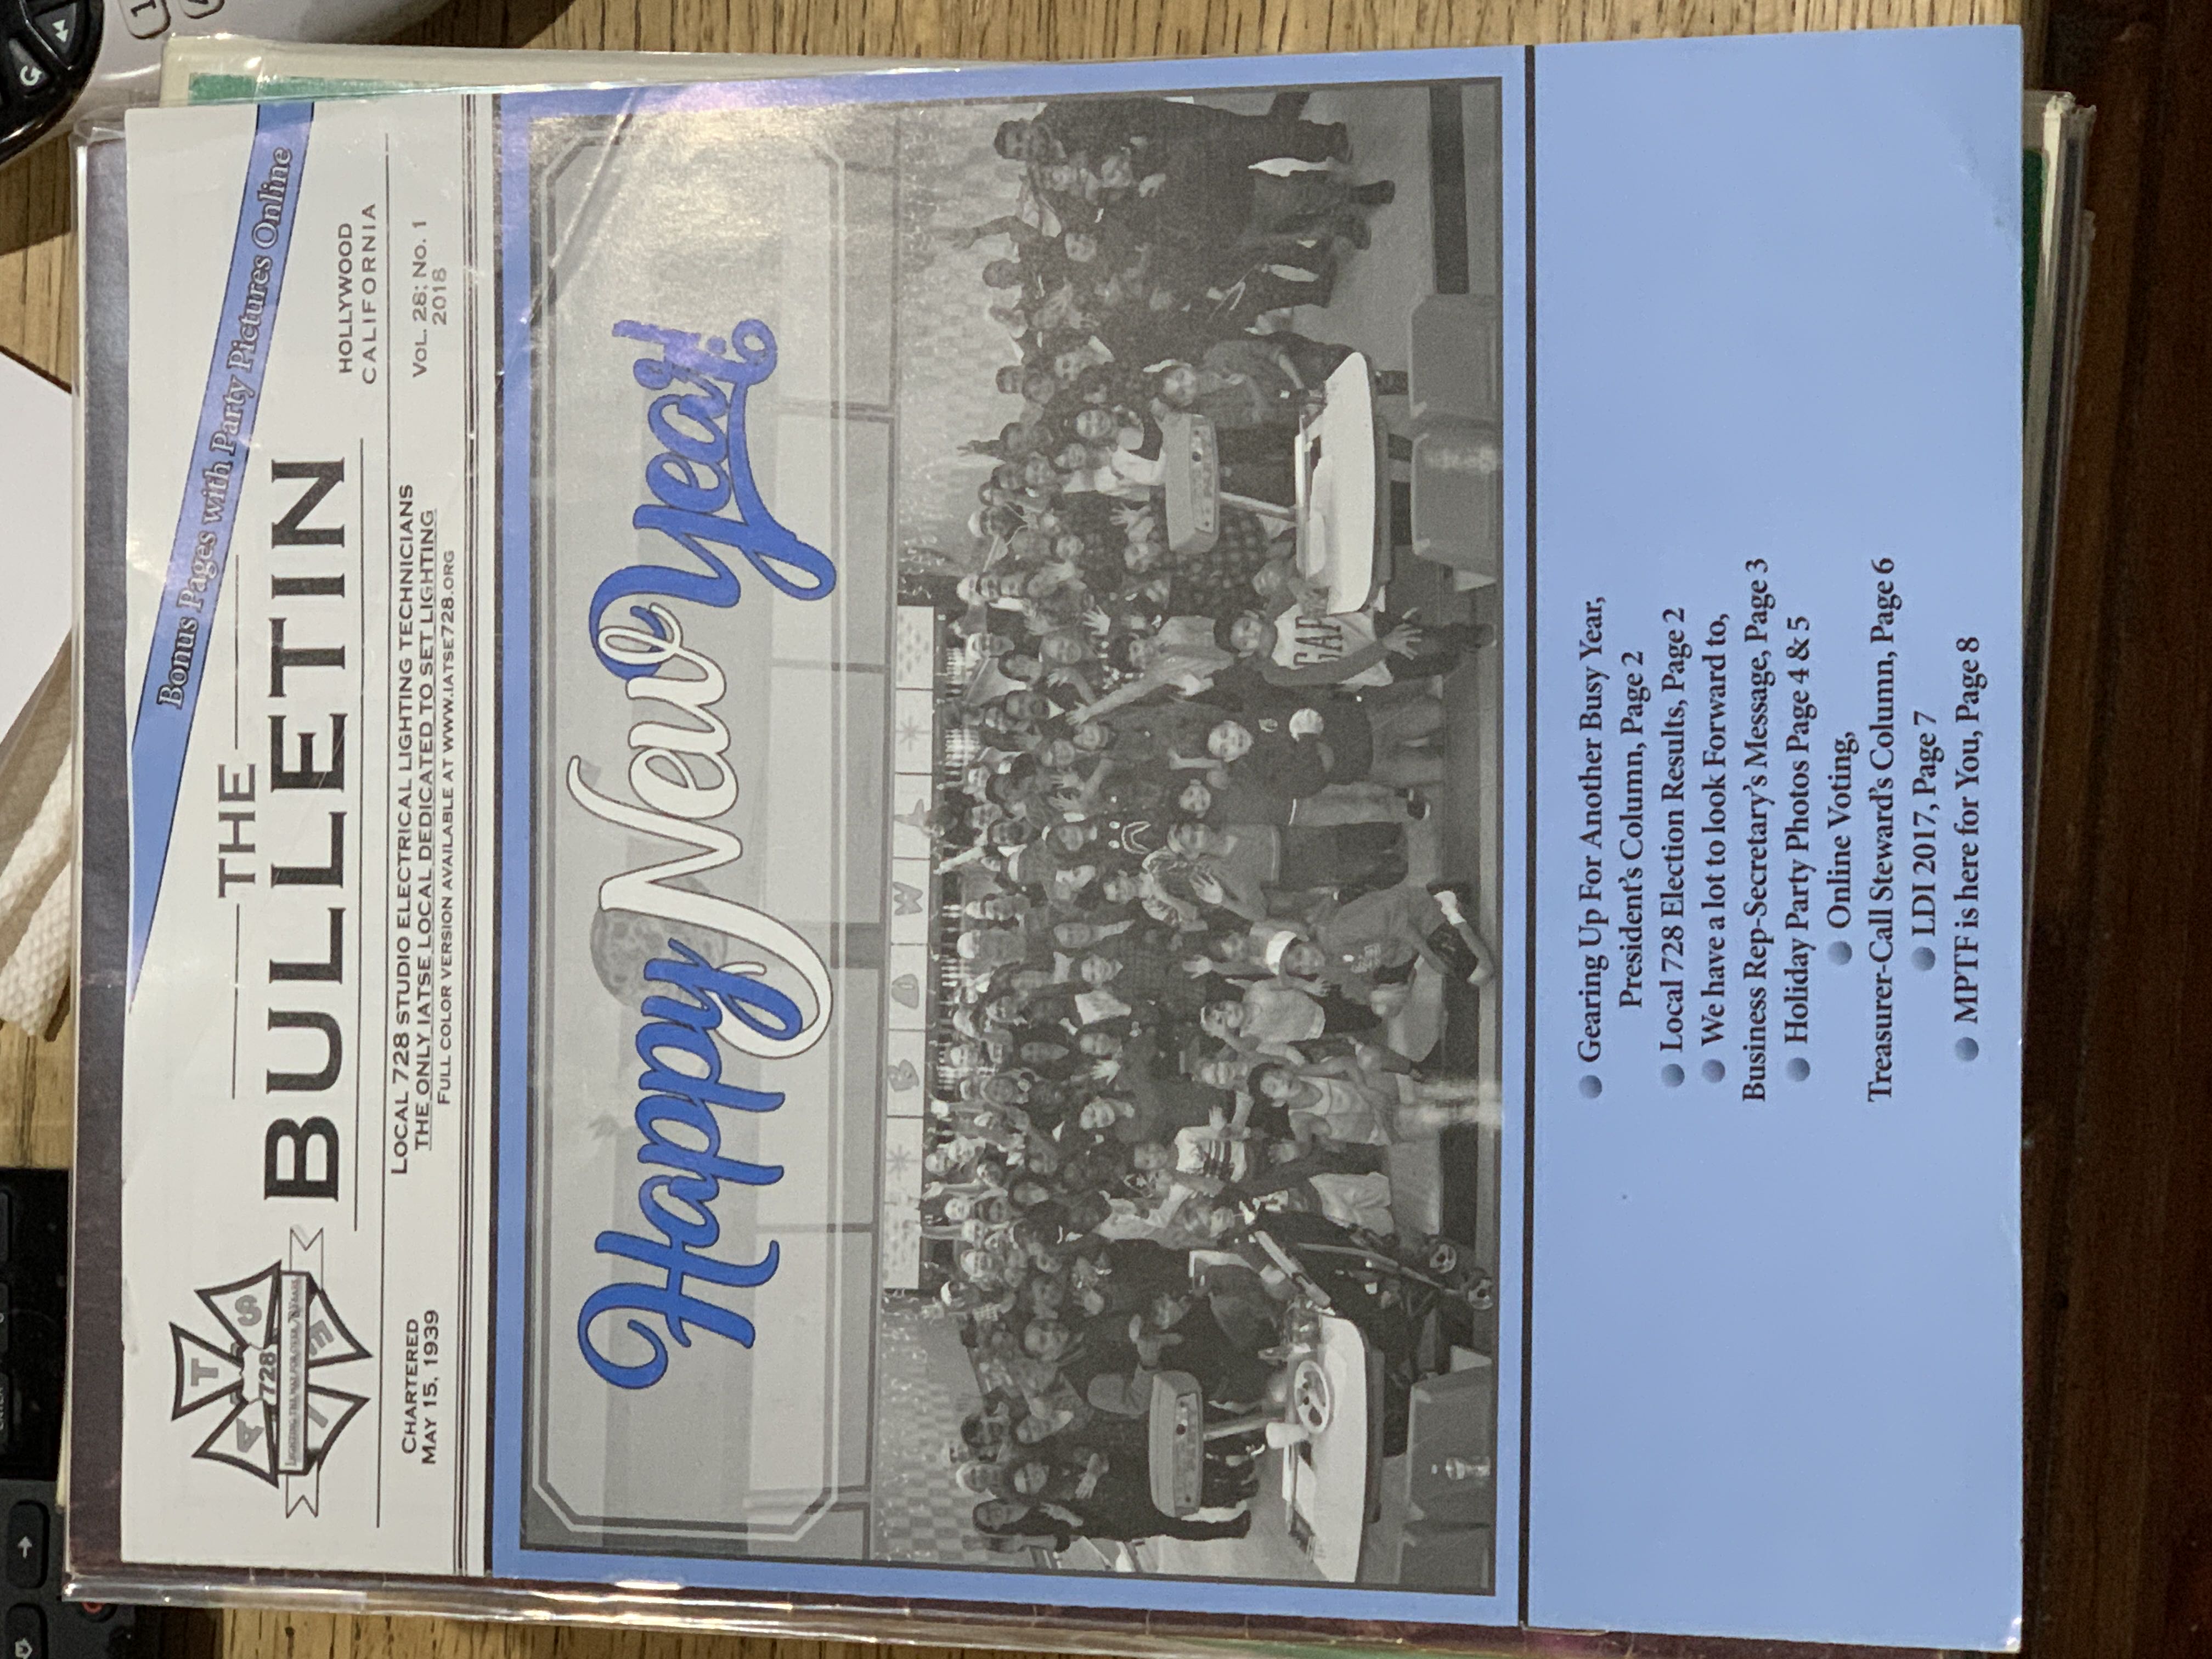 Bonus Pages with Party Pictures Online
THE
BULLETIN
HOLLYWOOD
CALIFORNIA
I
A
T
S
E
728
CHARTERED
MAY 15, 1939
LOCAL 728 STUDIO ELECTRICAL LIGHTING TECHNICIANS
THE ONLY IATSE LOCAL DEDICATED TO SET LIGHTING
FULL COLOR VERSION AVAILABLE AT WWW.IATSE728.ORG
VOL. 28; No. 1
2018
Happy New Year!
B O W
GAP
Gearing Up For Another Busy Year,
President's Column, Page 2
Local 728 Election Results, Page 2
We have a lot to look Forward to,
Business Rep-Secretary's Message, Page 3
Holiday Party Photos Page 4 & 5
Online Voting,
Treasurer-Call Steward's Column, Page 6
LDI 2017, Page 7
MPTF is here for You, Page 8